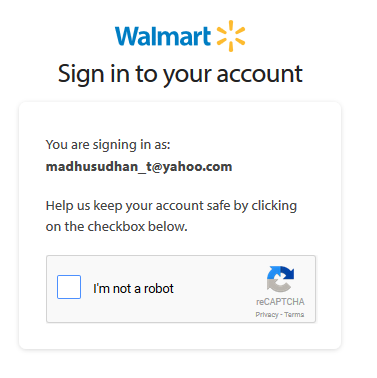 Walmart
Sign in to your account
You are signing in as:
madhusudhan_t@yahoo.com
Help us keep your account safe by clicking
on the checkbox below.
I'm not a robot
reCAPTCHA
Privacy - Terms